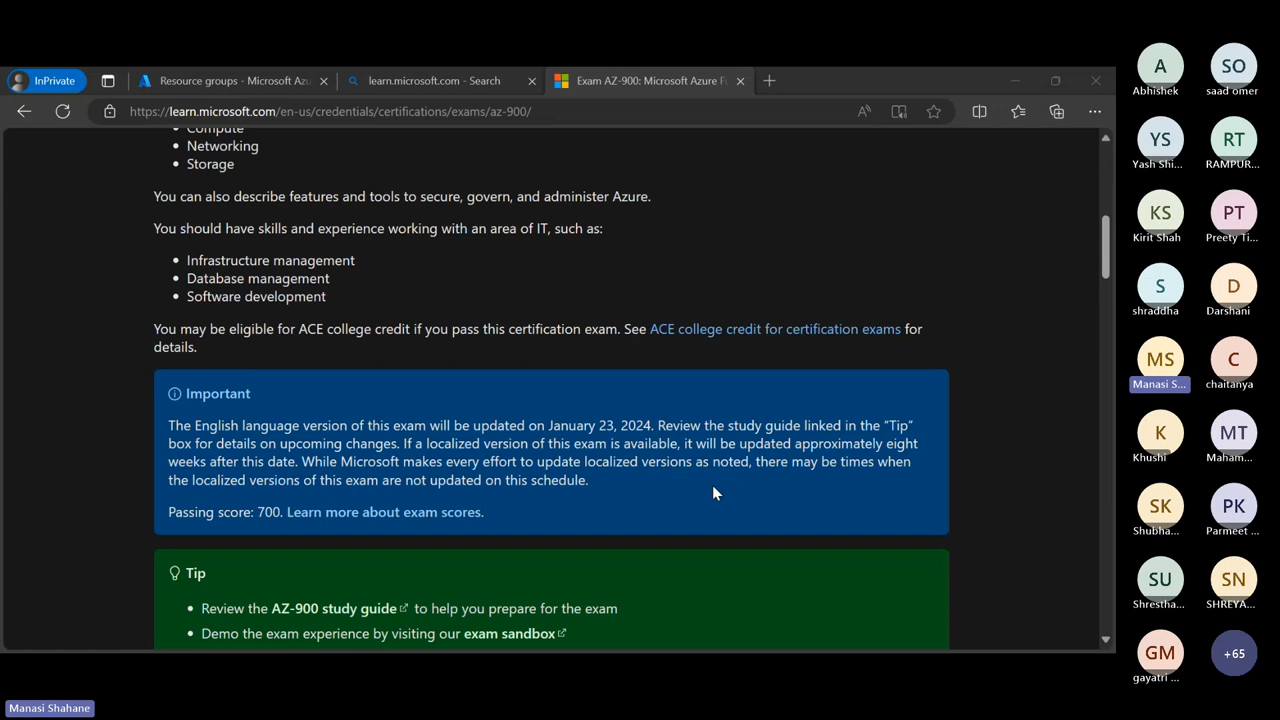 InPrivate
Resource groups - Microsoft Azu
learn.microsoft.com - Search
Exam AZ-900: Microsoft Azure F
https://learn.microsoft.com/en-us/credentials/certifications/exams/az-900/
Compute
Networking
Storage
You can also describe features and tools to secure, govern, and administer Azure.
You should have skills and experience working with an area of IT, such as:
Infrastructure management
Database management
Software development
You may be eligible for ACE college credit if you pass this certification exam. See ACE college credit for certification exams for
details.
Important
The English language version of this exam will be updated on January 23, 2024. Review the study guide linked in the “Tip”
box for details on upcoming changes. If a localized version of this exam is available, it will be updated approximately eight
weeks after this date. While Microsoft makes every effort to update localized versions as noted, there may be times when
the localized versions of this exam are not updated on this schedule.
Passing score: 700. Learn more about exam scores.
Tip
Review the AZ-900 study guide to help you prepare for the exam
Demo the exam experience by visiting our exam sandbox
A SO
Abhishek saad omer
YS RT
Yash Shi... RAMPUR...
KS PT
Kirit Shah Preety Ti...
S D
shraddha Darshani
MS C
Manasi S... chaitanya
K MT
Khushi Maham...
SK PK
Shubha... Parmeet ...
SU SN
Shrestha... SHREYA...
GM +65
gayatri ...
Manasi Shahane